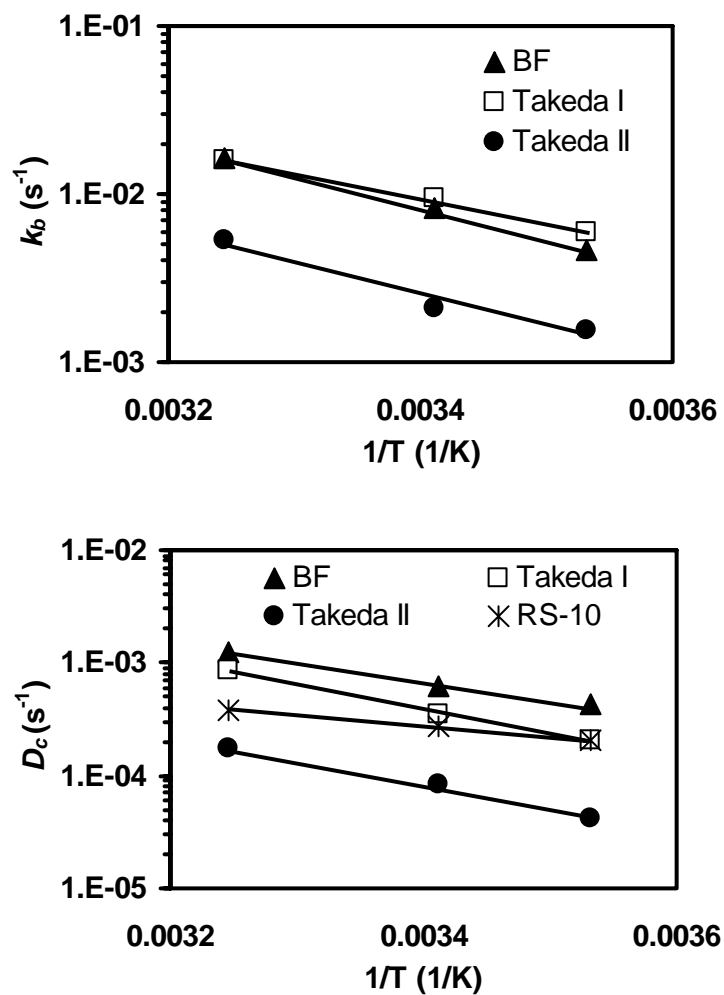 1.E-01
BF
Takeda I
Takeda II
1.E-02
k_b (s⁻¹)
1.E-03
0.0032 0.0034 0.0036
1/T (1/K)
1.E-02
BF Takeda I
Takeda II RS-10
1.E-03
D_c (s⁻¹)
1.E-04
1.E-05
0.0032 0.0034 0.0036
1/T (1/K)